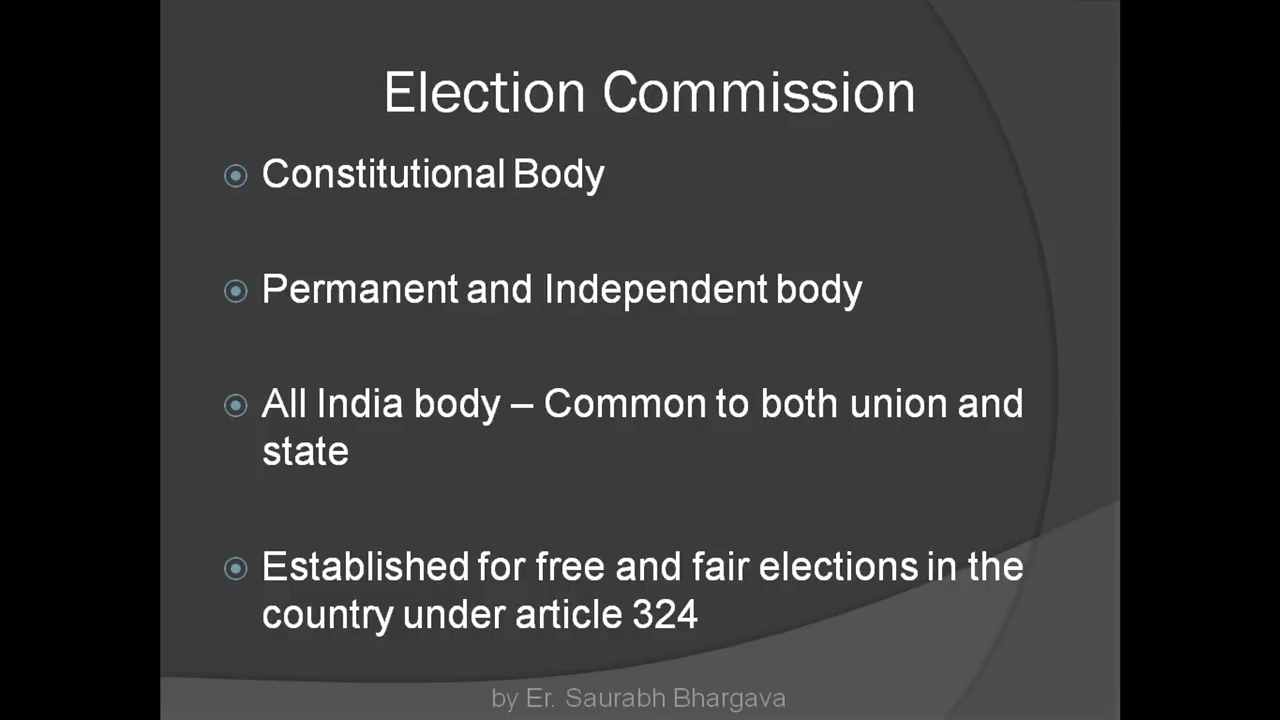 Election Commission
Constitutional Body
Permanent and Independent body
All India body – Common to both union and
state
Established for free and fair elections in the
country under article 324
by Er. Saurabh Bhargava